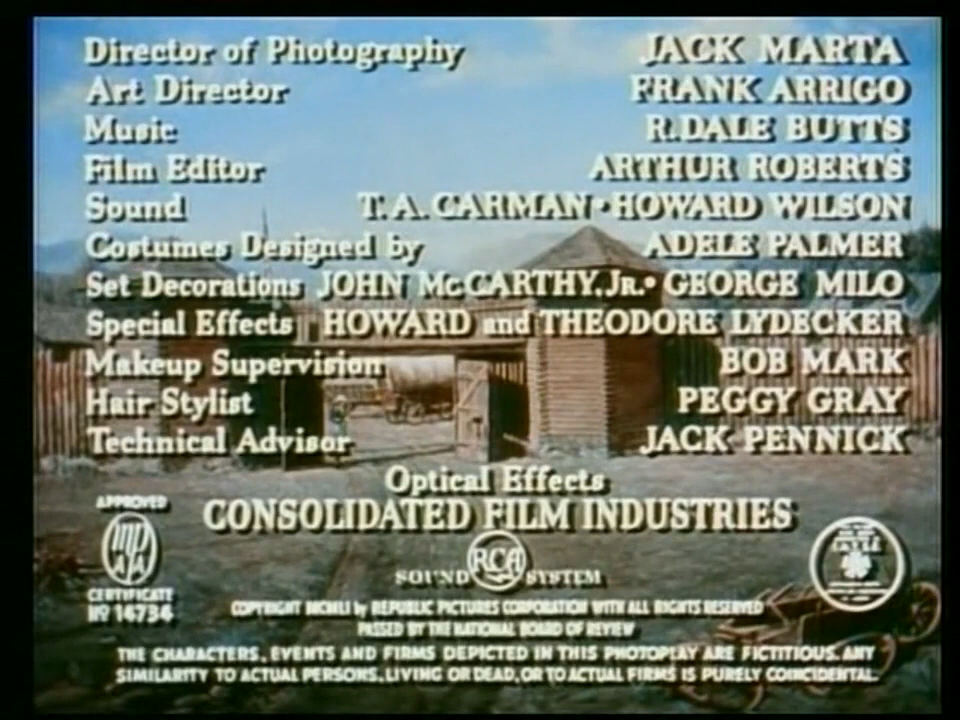 Director of Photography JACK MARTA
Art Director FRANK ARRIGO
Music R. DALE BUTTS
Film Editor ARTHUR ROBERTS
Sound T. A. CARMAN • HOWARD WILSON
Costumes Designed by ADELE PALMER
Set Decorations JOHN McCARTHY, Jr. • GEORGE MILO
Special Effects HOWARD and THEODORE LYDECKER
Makeup Supervision BOB MARK
Hair Stylist PEGGY GRAY
Technical Advisor JACK PENNICK
Optical Effects
CONSOLIDATED FILM INDUSTRIES
APPROVED
MPAA
CERTIFICATE
No 14734
RCA
SOUND SYSTEM
I.A.T.S.E.
COPYRIGHT MCMLI by REPUBLIC PICTURES CORPORATION WITH ALL RIGHTS RESERVED
PASSED BY THE NATIONAL BOARD OF REVIEW
THE CHARACTERS, EVENTS AND FIRMS DEPICTED IN THIS PHOTOPLAY ARE FICTITIOUS. ANY
SIMILARITY TO ACTUAL PERSONS, LIVING OR DEAD, OR TO ACTUAL FIRMS IS PURELY COINCIDENTAL.